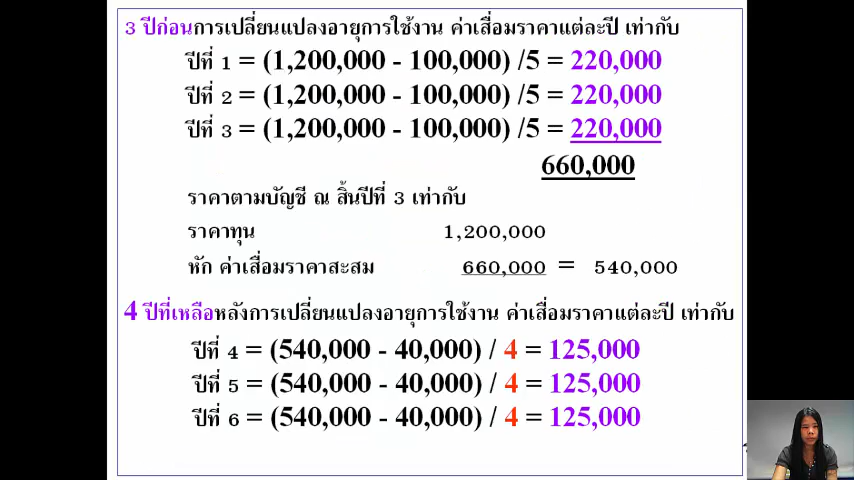 3 ปีก่อนการเปลี่ยนแปลงอายุการใช้งาน ค่าเสื่อมราคาแต่ละปี เท่ากับ
ปีที่ 1 = (1,200,000 - 100,000) /5 = 220,000
ปีที่ 2 = (1,200,000 - 100,000) /5 = 220,000
ปีที่ 3 = (1,200,000 - 100,000) /5 = 220,000
660,000
ราคาตามบัญชี ณ สิ้นปีที่ 3 เท่ากับ
ราคาทุน 1,200,000
หัก ค่าเสื่อมราคาสะสม 660,000 = 540,000
4 ปีที่เหลือหลังการเปลี่ยนแปลงอายุการใช้งาน ค่าเสื่อมราคาแต่ละปี เท่ากับ
ปีที่ 4 = (540,000 - 40,000) / 4 = 125,000
ปีที่ 5 = (540,000 - 40,000) / 4 = 125,000
ปีที่ 6 = (540,000 - 40,000) / 4 = 125,000